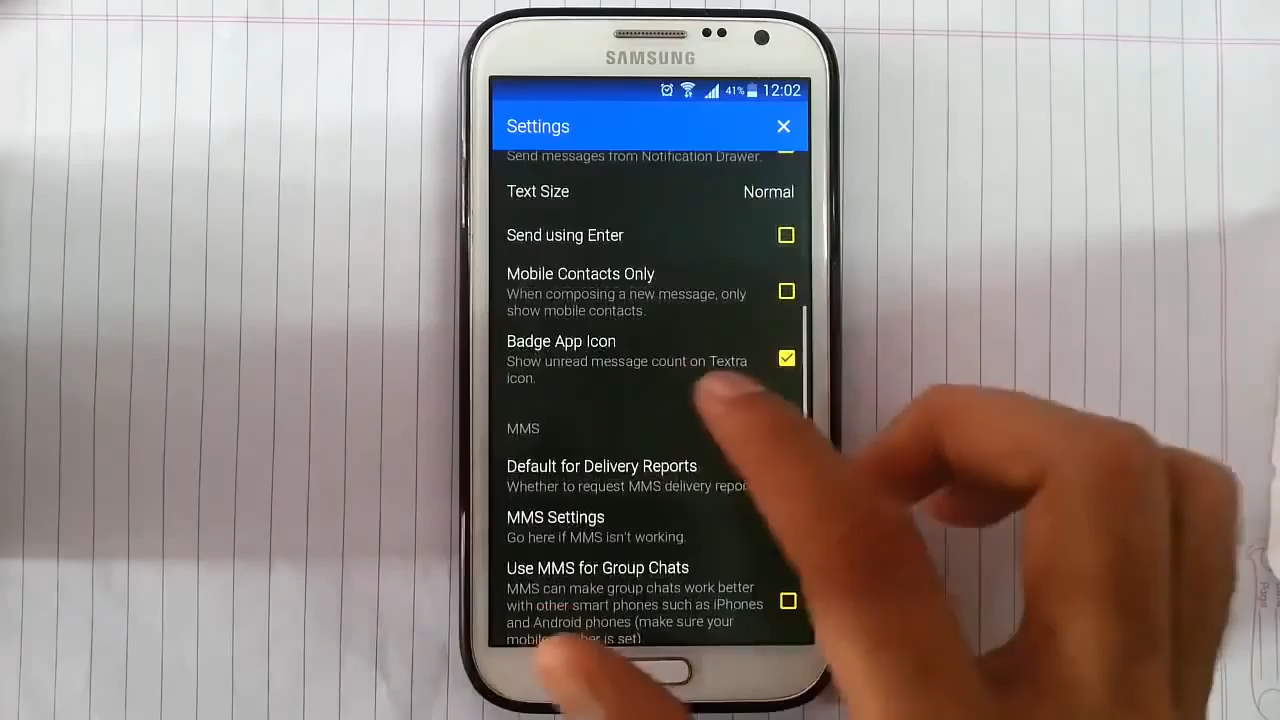 SAMSUNG
41% 12:02
Settings
Send messages from Notification Drawer.
Text Size Normal
Send using Enter
Mobile Contacts Only
When composing a new message, only
show mobile contacts.
Badge App Icon
Show unread message count on Textra
icon.
MMS
Default for Delivery Reports
Whether to request MMS delivery repor
MMS Settings
Go here if MMS isn't working.
Use MMS for Group Chats
MMS can make group chats work better
with other smart phones such as iPhones
and Android phones (make sure your
is set)
Page